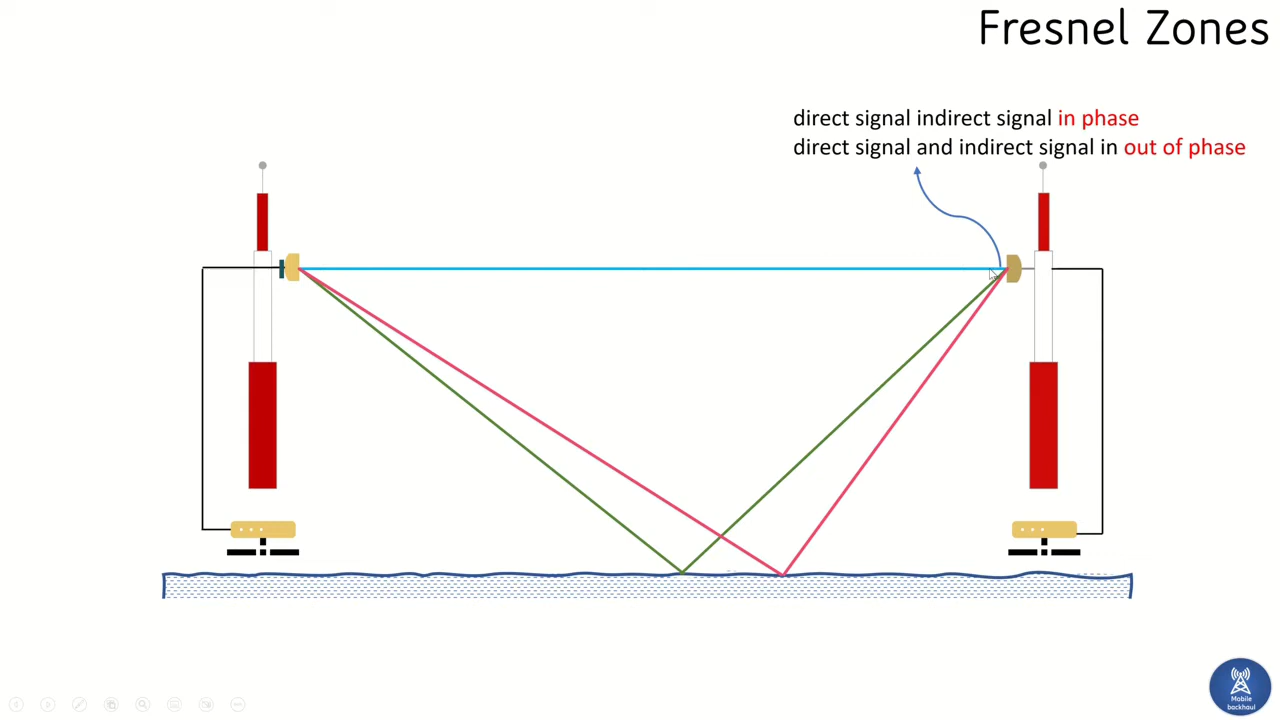 Fresnel Zones
direct signal indirect signal in phase
direct signal and indirect signal in out of phase
Mobile
backhaul